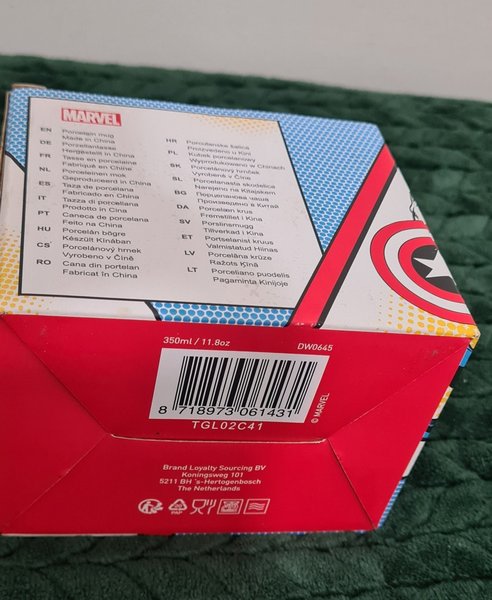 MARVEL
EN Porcelain mug
Made in China
DE Porzellantasse
Hergestellt in China
FR Tasse en porcelaine
Fabriqué en Chine
NL Porceleinen mok
Geproduceerd in China
ES Taza de porcelana
Fabricado en China
IT Tazza di porcellana
Prodotto in Cina
PT Caneca de porcelana
Feito na China
HU Porcelán bögre
Készült Kínában
CS Porcelánový hrnek
Vyrobeno v Číně
RO Cana din portelan
Fabricat în China
HR Porculenska šalica
Proizvedeno u Kini
PL Kubek porcelanowy
Wyprodukowano w Chinach
SK Porcelánový hrnček
Vyrobené v Číne
SL Porcelanasta skodelica
Narejeno na Kitajskem
BG Порцеланова чаша
Произведено в Китай
DA Porcelæn krus
Fremstillet i Kina
SV Porslinsmugg
Tillverkad i Kina
ET Portselanist kruus
Valmistatud Hiinas
LV Porcelāna krūze
Ražots Ķīnā
LT Porceliano puodelis
Pagaminta Kinijoje
350ml / 11.8oz DW0645
8 718973 061431
© MARVEL
TGL02C41
Brand Loyalty Sourcing BV
Koningsweg 101
5211 BH 's-Hertogenbosch
The Netherlands
PAP